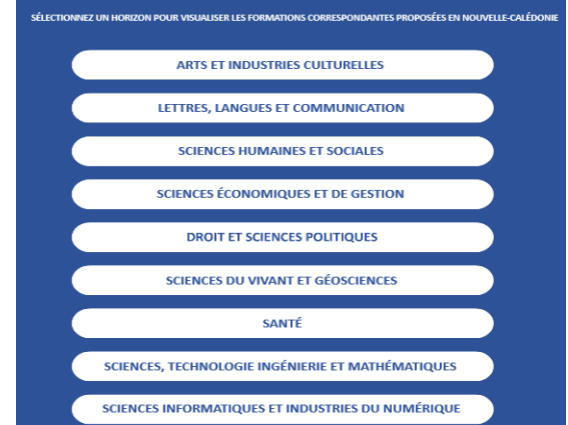 SÉLECTIONNEZ UN HORIZON POUR VISUALISER LES FORMATIONS CORRESPONDANTES PROPOSÉES EN NOUVELLE-CALÉDONIE
ARTS ET INDUSTRIES CULTURELLES
LETTRES, LANGUES ET COMMUNICATION
SCIENCES HUMAINES ET SOCIALES
SCIENCES ÉCONOMIQUES ET DE GESTION
DROIT ET SCIENCES POLITIQUES
SCIENCES DU VIVANT ET GÉOSCIENCES
SANTÉ
SCIENCES, TECHNOLOGIE INGÉNIERIE ET MATHÉMATIQUES
SCIENCES INFORMATIQUES ET INDUSTRIES DU NUMÉRIQUE